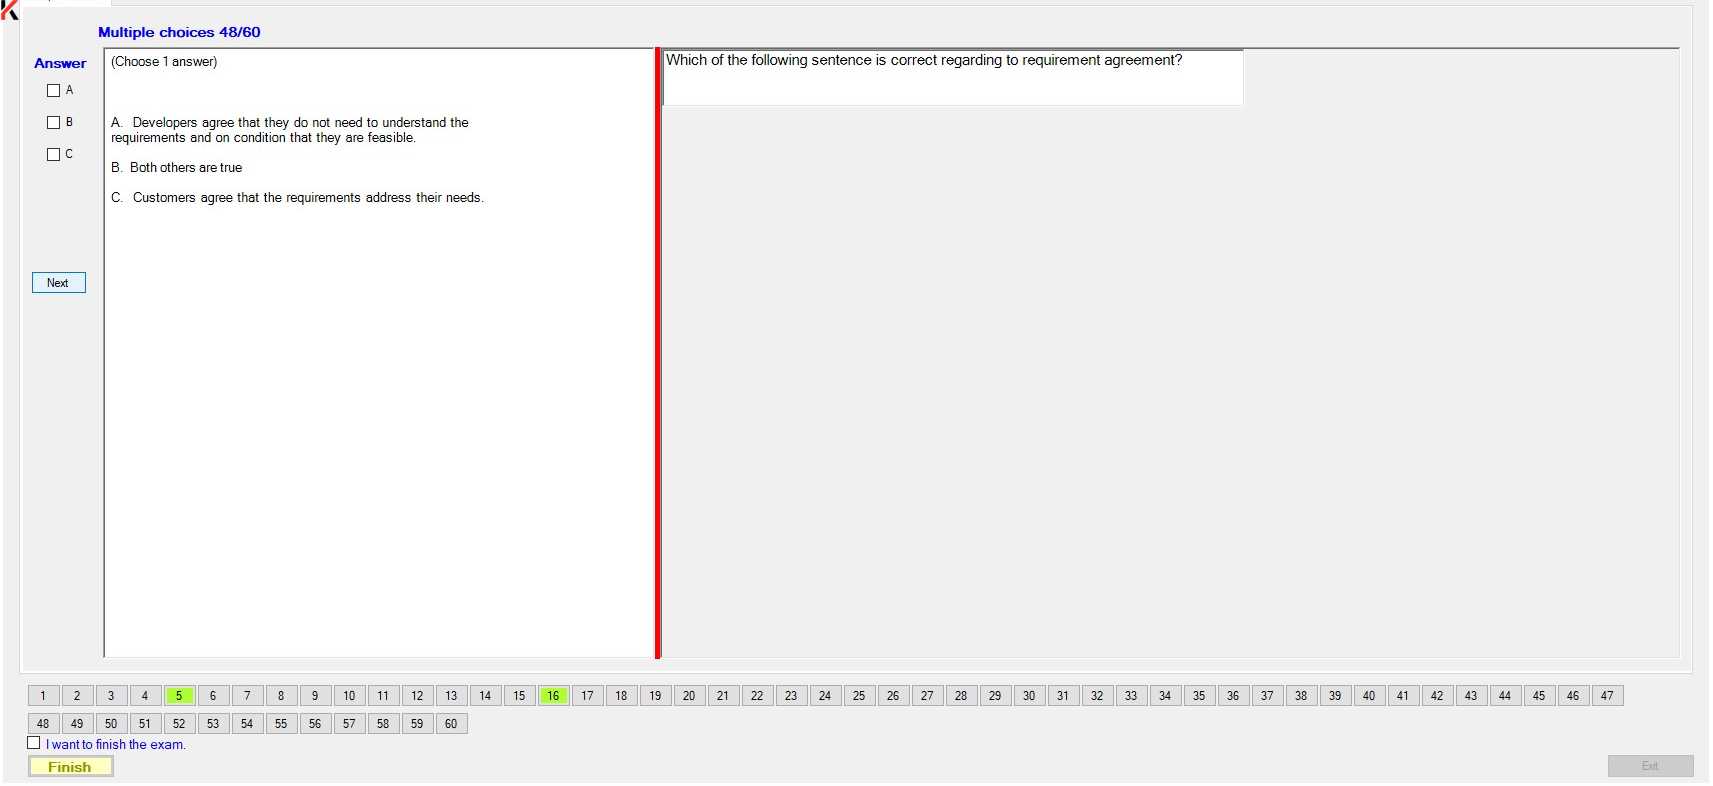 Multiple choices 48/60
Answer
A
B
C
Next
(Choose 1 answer)
A. Developers agree that they do not need to understand the
requirements and on condition that they are feasible.
B. Both others are true
C. Customers agree that the requirements address their needs.
Which of the following sentence is correct regarding to requirement agreement?
1 2 3 4 5 6 7 8 9 10 11 12 13 14 15 16 17 18 19 20 21 22 23 24 25 26 27 28 29 30 31 32 33 34 35 36 37 38 39 40 41 42 43 44 45 46 47
48 49 50 51 52 53 54 55 56 57 58 59 60
I want to finish the exam.
Finish
Exit